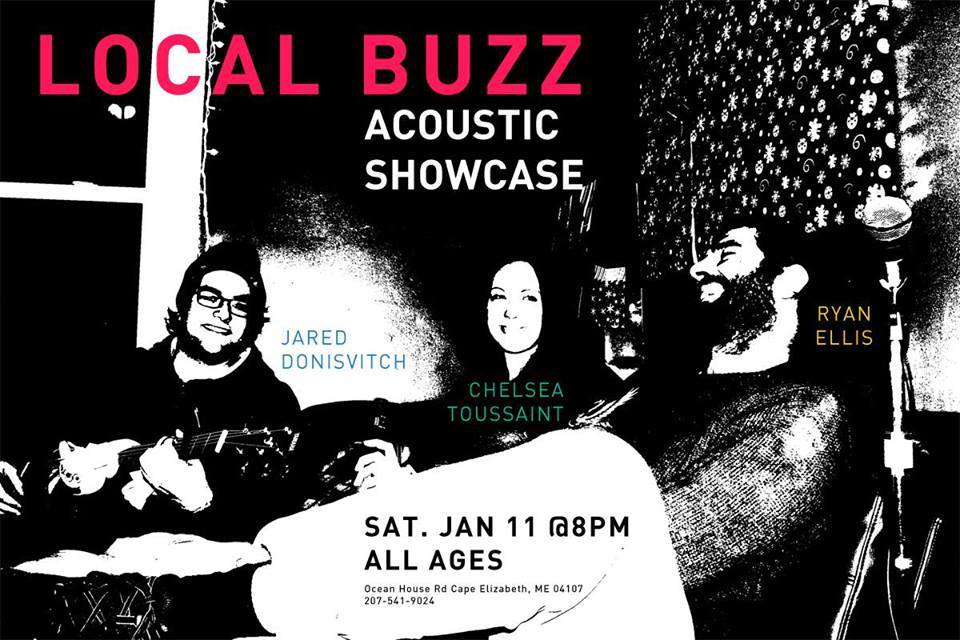 LOCAL BUZZ
ACOUSTIC
SHOWCASE
JARED
DONISVITCH
CHELSEA
TOUSSAINT
RYAN
ELLIS
SAT. JAN 11 @8PM
ALL AGES
Ocean House Rd Cape Elizabeth, ME 04107
207-541-9024